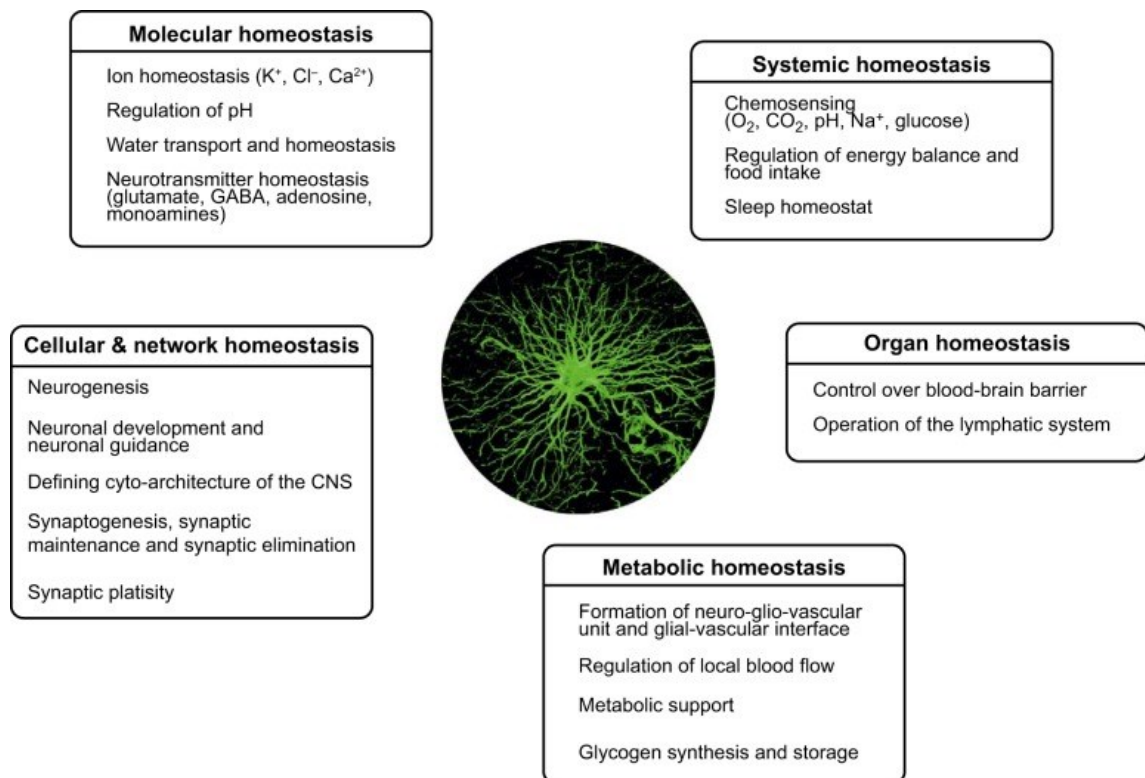 Molecular homeostasis
Ion homeostasis (K⁺, Cl⁻, Ca²⁺)
Regulation of pH
Water transport and homeostasis
Neurotransmitter homeostasis
(glutamate, GABA, adenosine,
monoamines)
Systemic homeostasis
Chemosensing
(O₂, CO₂, pH, Na⁺, glucose)
Regulation of energy balance and
food intake
Sleep homeostat
Cellular & network homeostasis
Neurogenesis
Neuronal development and
neuronal guidance
Defining cyto-architecture of the CNS
Synaptogenesis, synaptic
maintenance and synaptic elimination
Synaptic platisity
Organ homeostasis
Control over blood-brain barrier
Operation of the lymphatic system
Metabolic homeostasis
Formation of neuro-glio-vascular
unit and glial-vascular interface
Regulation of local blood flow
Metabolic support
Glycogen synthesis and storage